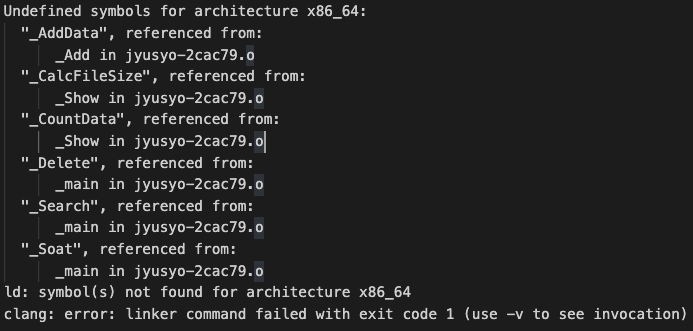 Undefined symbols for architecture x86_64:
"_AddData", referenced from:
_Add in jyusyo-2cac79.o
"_CalcFileSize", referenced from:
_Show in jyusyo-2cac79.o
"_CountData", referenced from:
_Show in jyusyo-2cac79.o
"_Delete", referenced from:
_main in jyusyo-2cac79.o
"_Search", referenced from:
_main in jyusyo-2cac79.o
"_Soat", referenced from:
_main in jyusyo-2cac79.o
ld: symbol(s) not found for architecture x86_64
clang: error: linker command failed with exit code 1 (use -v to see invocation)